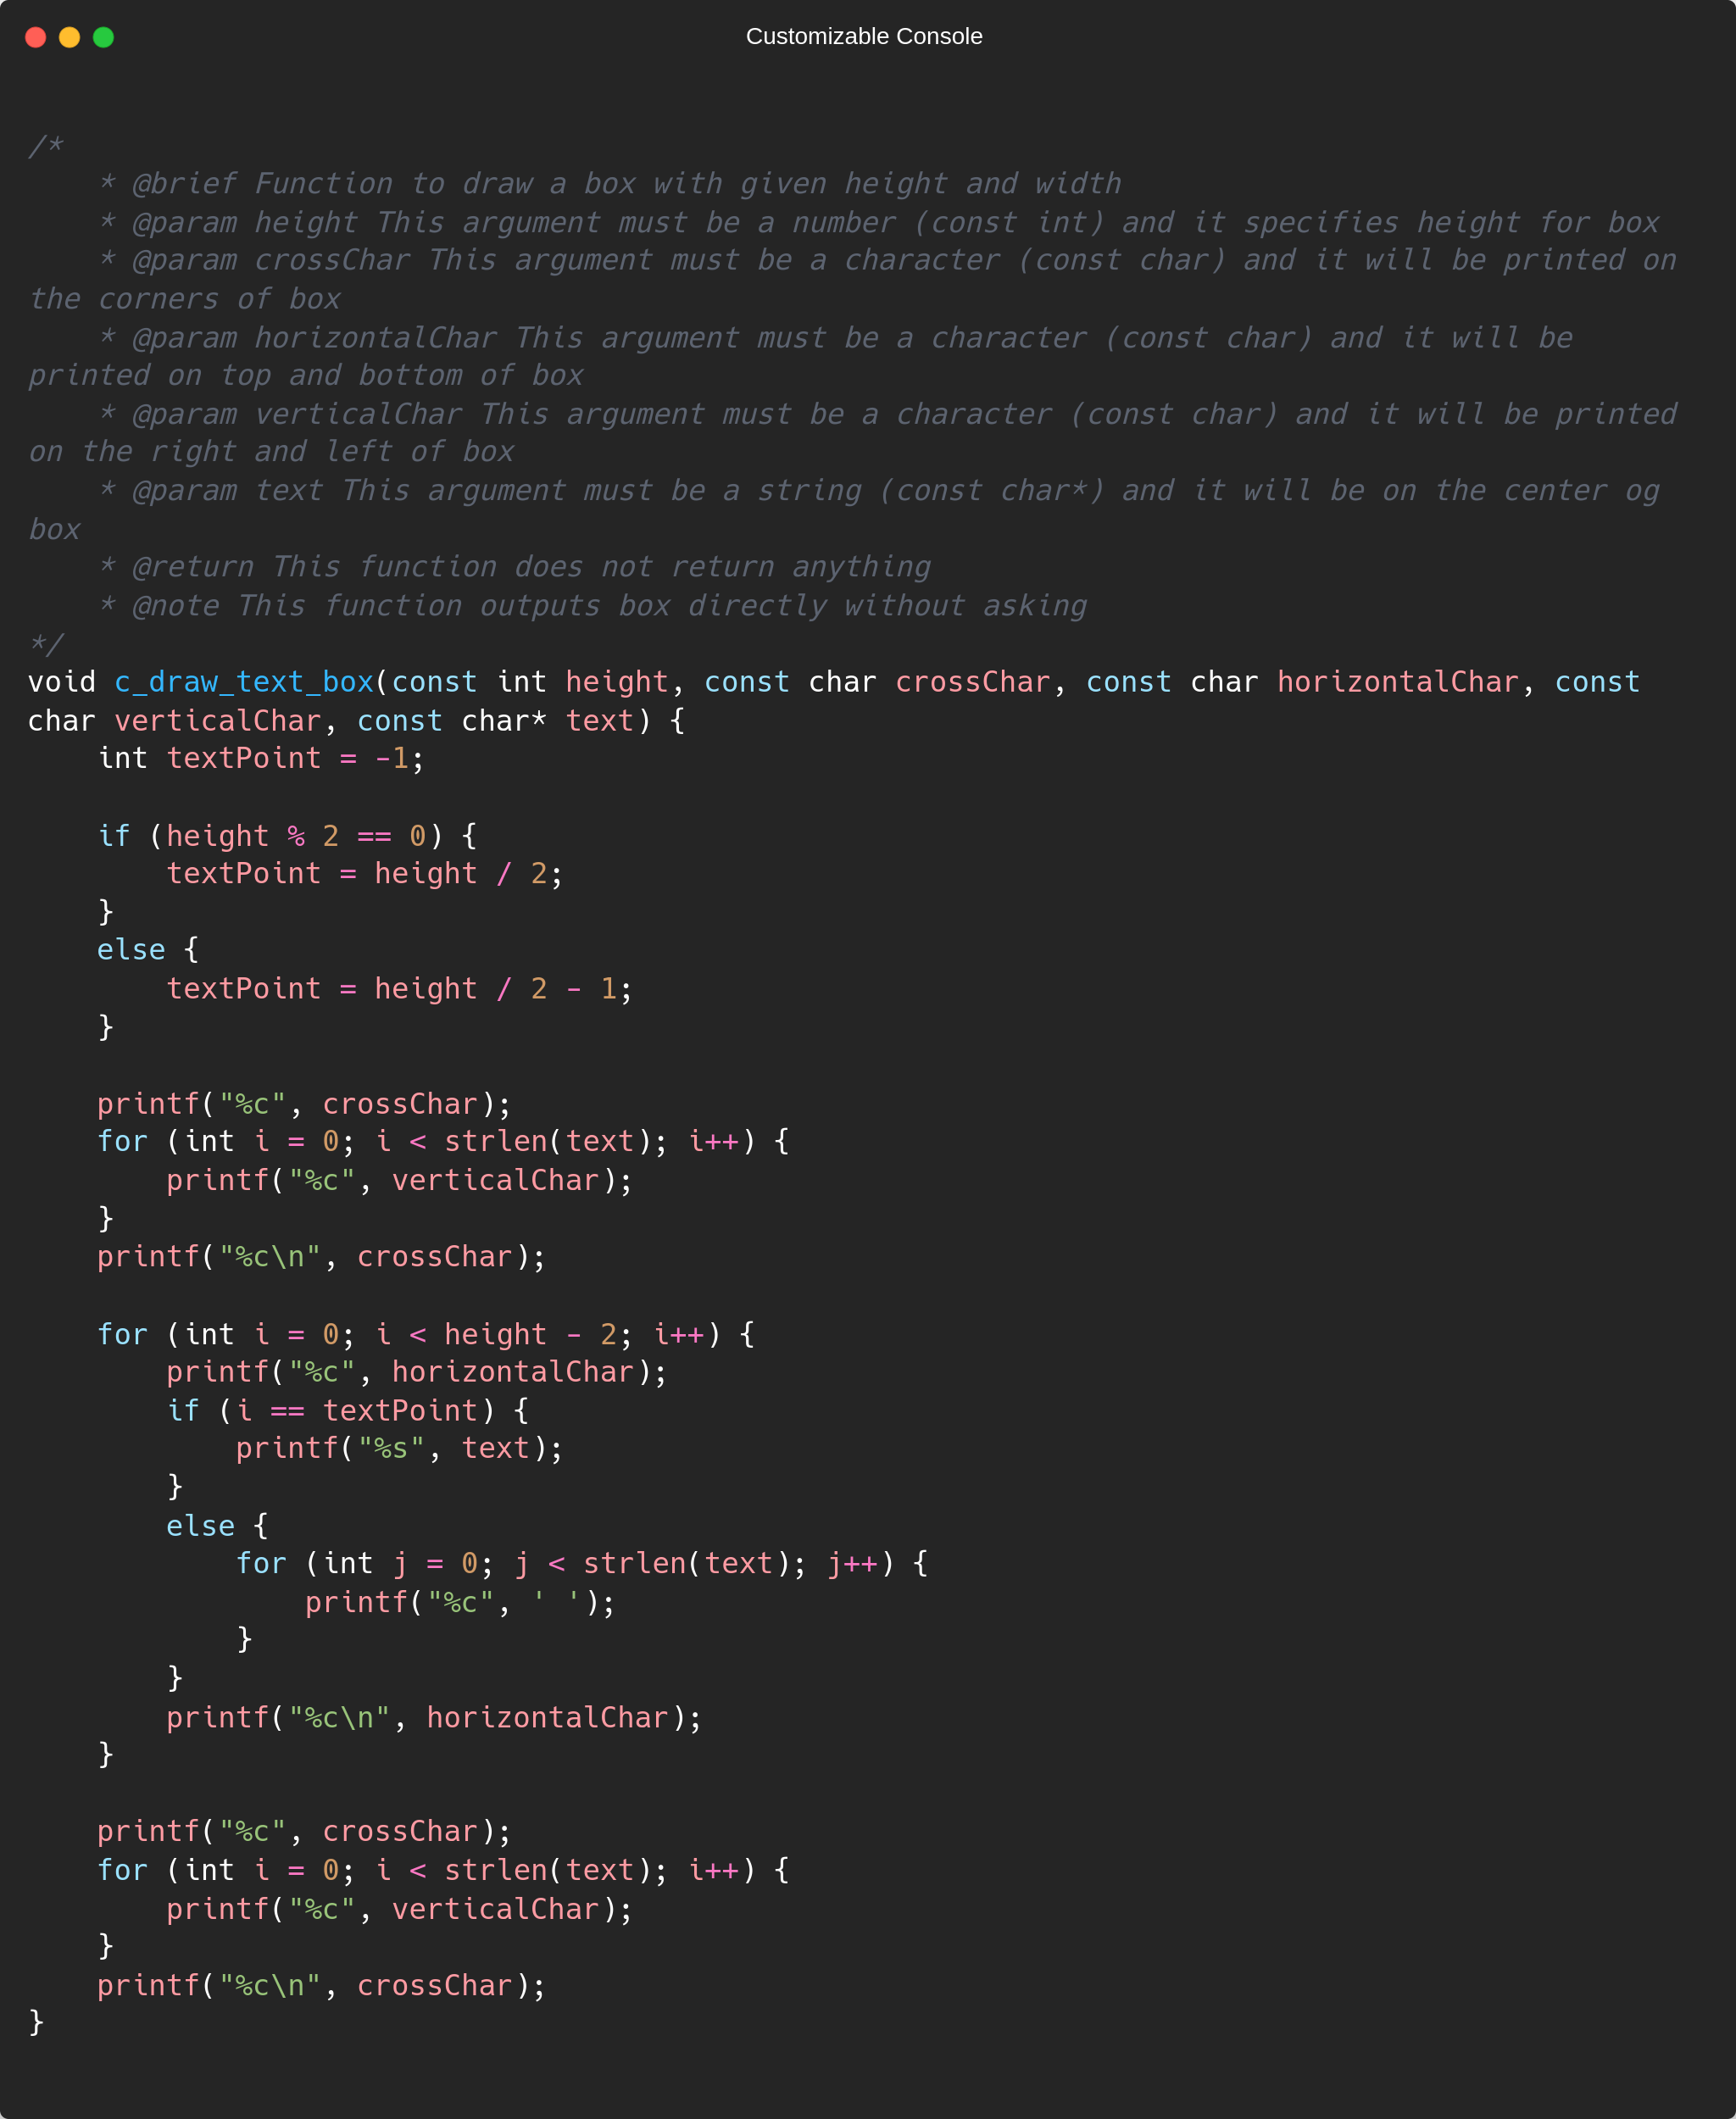 Customizable Console
/*
    * @brief Function to draw a box with given height and width
    * @param height This argument must be a number (const int) and it specifies height for box
    * @param crossChar This argument must be a character (const char) and it will be printed on
the corners of box
    * @param horizontalChar This argument must be a character (const char) and it will be
printed on top and bottom of box
    * @param verticalChar This argument must be a character (const char) and it will be printed
on the right and left of box
    * @param text This argument must be a string (const char*) and it will be on the center og
box
    * @return This function does not return anything
    * @note This function outputs box directly without asking
*/
void c_draw_text_box(const int height, const char crossChar, const char horizontalChar, const
char verticalChar, const char* text) {
    int textPoint = -1;

    if (height % 2 == 0) {
        textPoint = height / 2;
    }
    else {
        textPoint = height / 2 - 1;
    }

    printf("%c", crossChar);
    for (int i = 0; i < strlen(text); i++) {
        printf("%c", verticalChar);
    }
    printf("%c\n", crossChar);

    for (int i = 0; i < height - 2; i++) {
        printf("%c", horizontalChar);
        if (i == textPoint) {
            printf("%s", text);
        }
        else {
            for (int j = 0; j < strlen(text); j++) {
                printf("%c", ' ');
            }
        }
        printf("%c\n", horizontalChar);
    }

    printf("%c", crossChar);
    for (int i = 0; i < strlen(text); i++) {
        printf("%c", verticalChar);
    }
    printf("%c\n", crossChar);
}